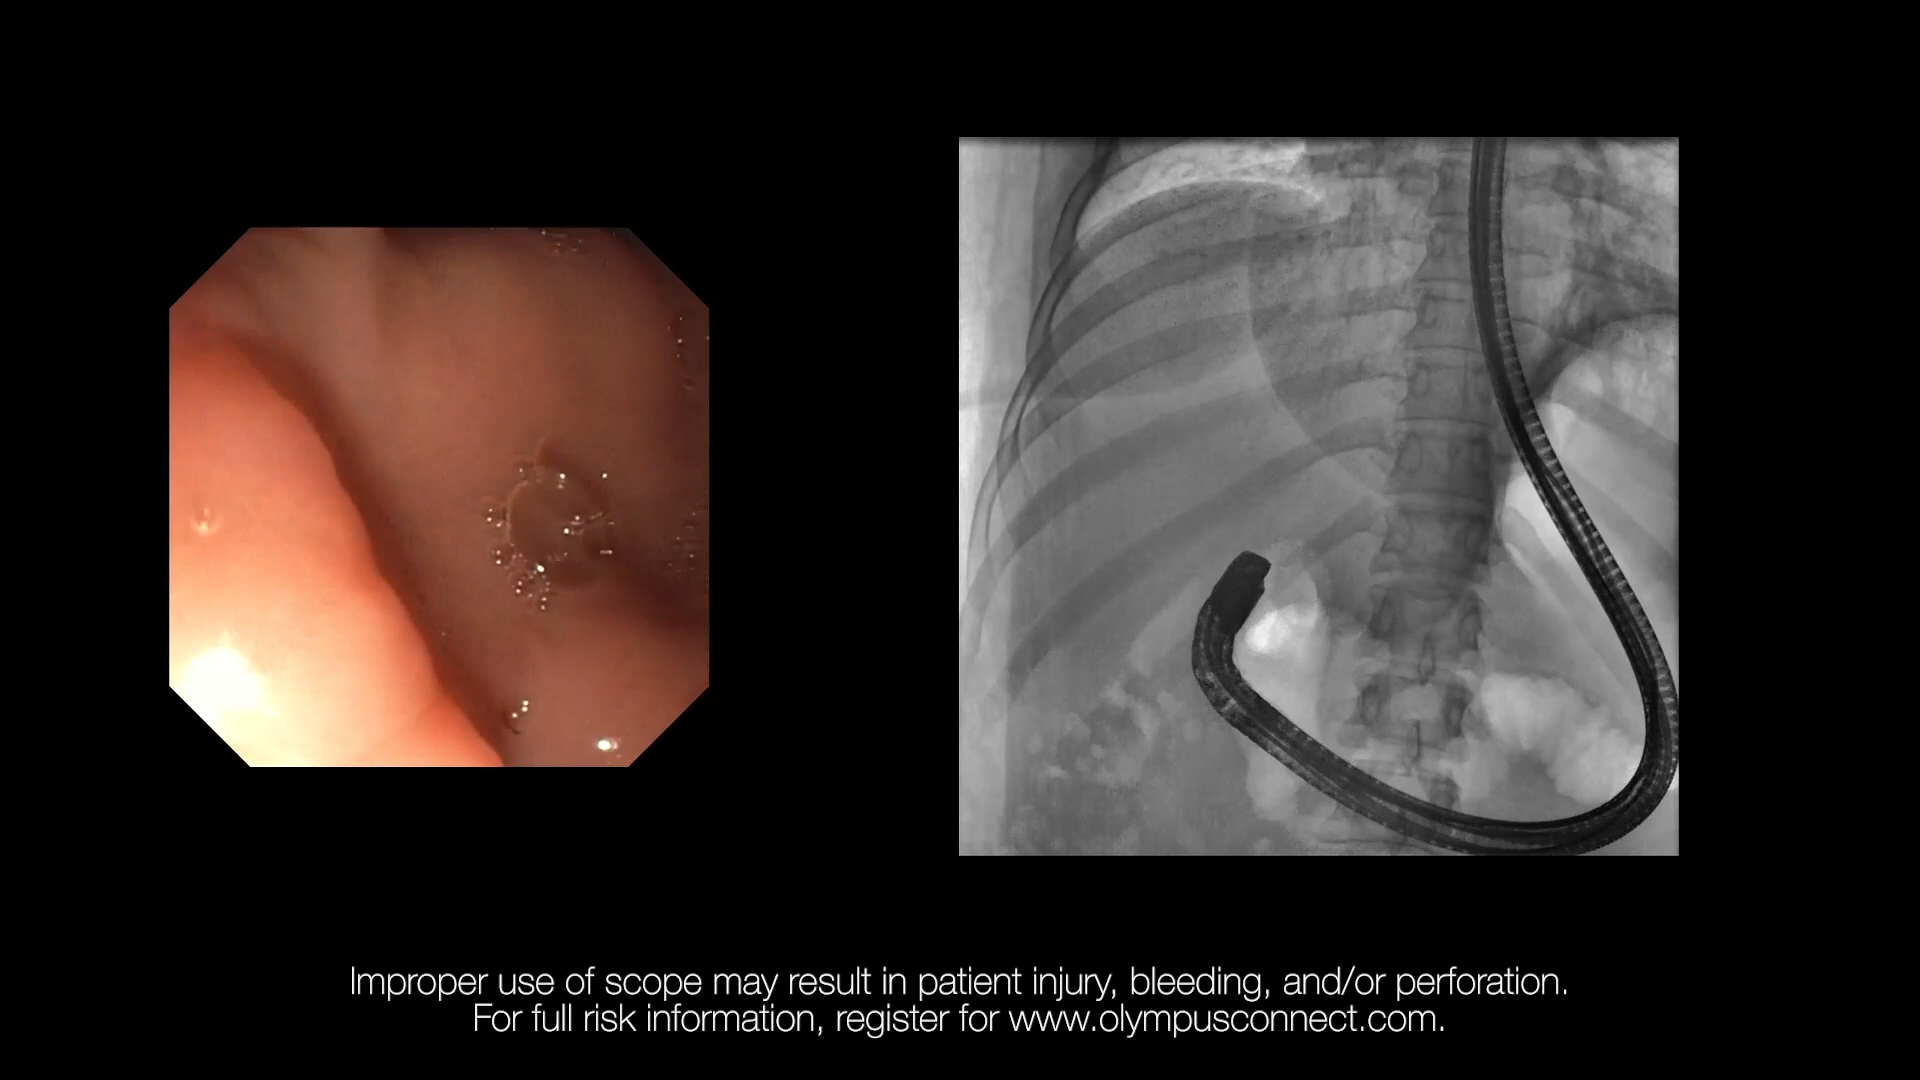 Improper use of scope may result in patient injury, bleeding, and/or perforation.
For full risk information, register for www.olympusconnect.com.